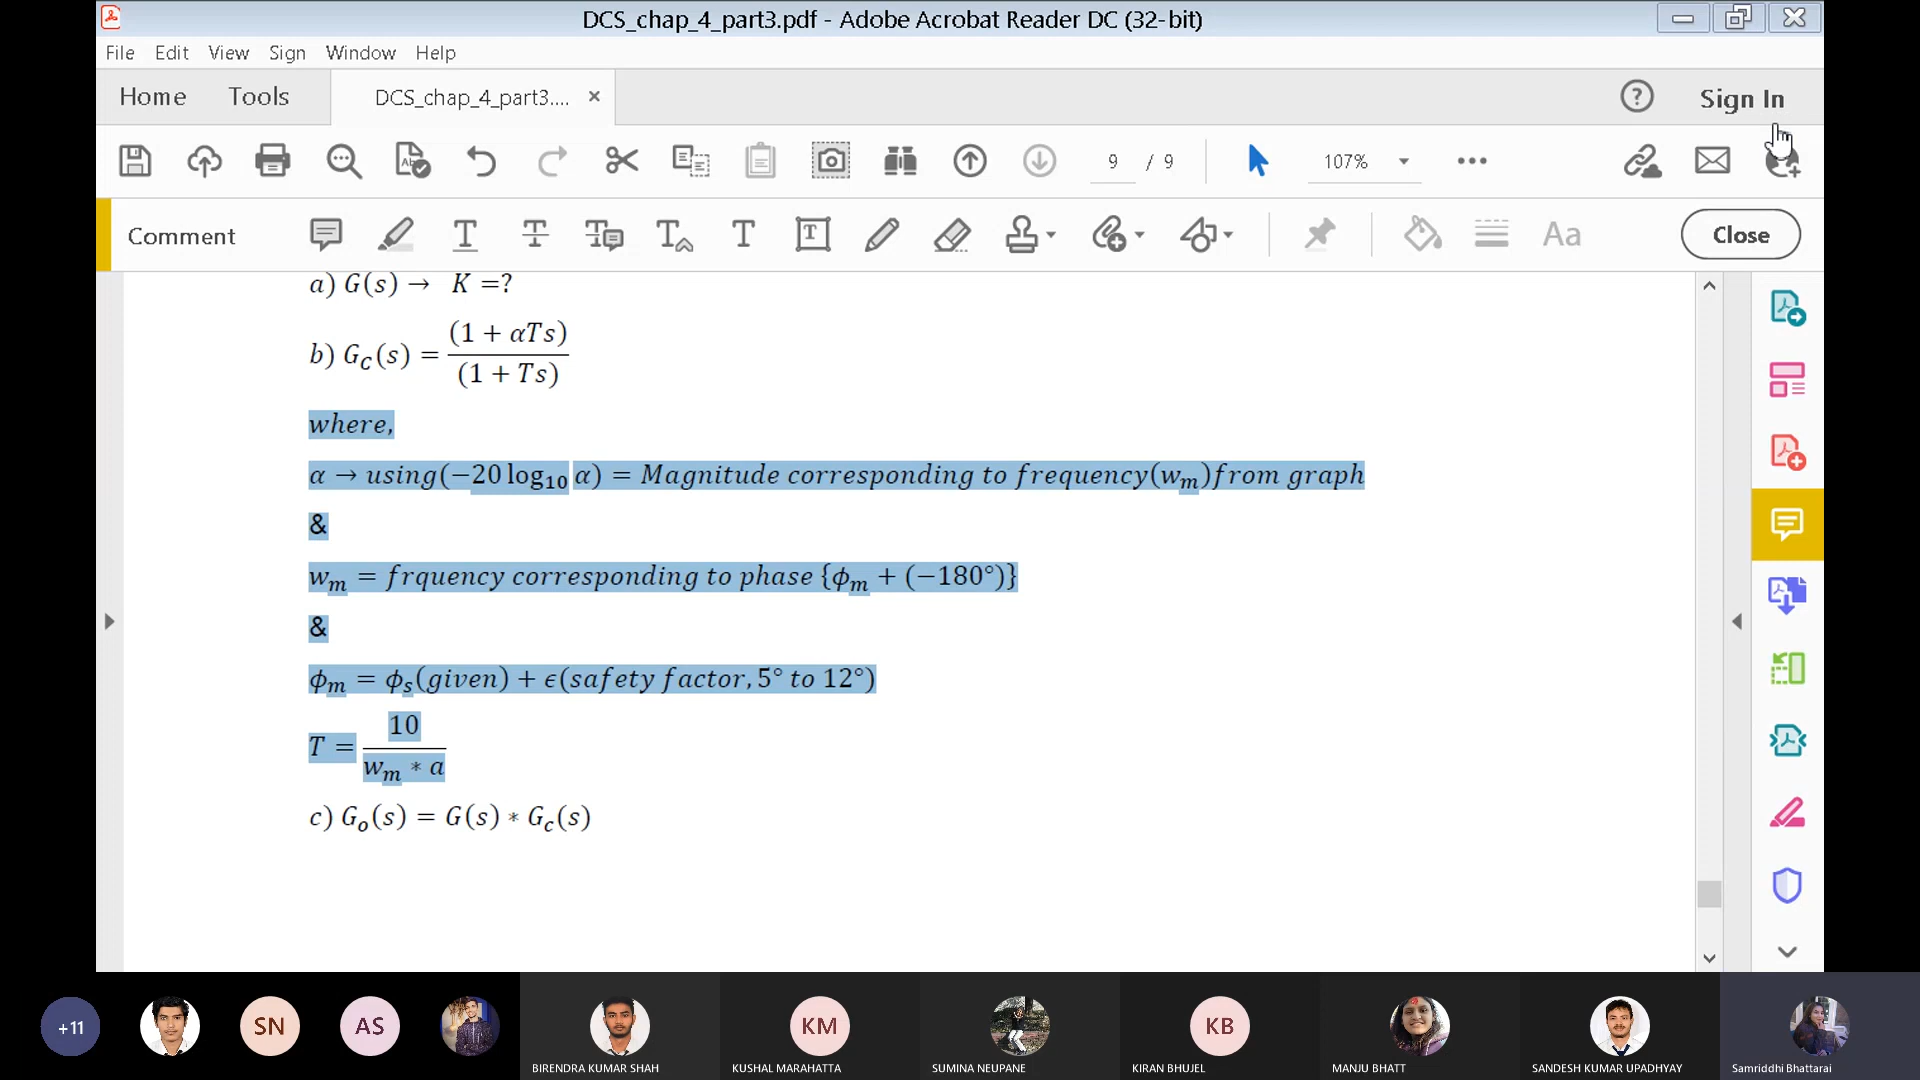 DCS_chap_4_part3.pdf - Adobe Acrobat Reader DC (32-bit)
File Edit View Sign Window Help
Home Tools DCS_chap_4_part3.... × ? Sign In
9 / 9 107%
Comment Close
a) G(s) → K =?
b) G_C(s) = (1 + αTs) / (1 + Ts)
where,
α → using(−20 log₁₀ α) = Magnitude corresponding to frequency(w_m)from graph
&
w_m = frquency corresponding to phase {ϕ_m + (−180°)}
&
ϕ_m = ϕ_s(given) + ϵ(safety factor, 5° to 12°)
T = 10 / (w_m * a)
c) G_o(s) = G(s) * G_c(s)
+11 SN AS KM KB
BIRENDRA KUMAR SHAH KUSHAL MARAHATTA SUMINA NEUPANE KIRAN BHUJEL MANJU BHATT SANDESH KUMAR UPADHYAY Samriddhi Bhattarai